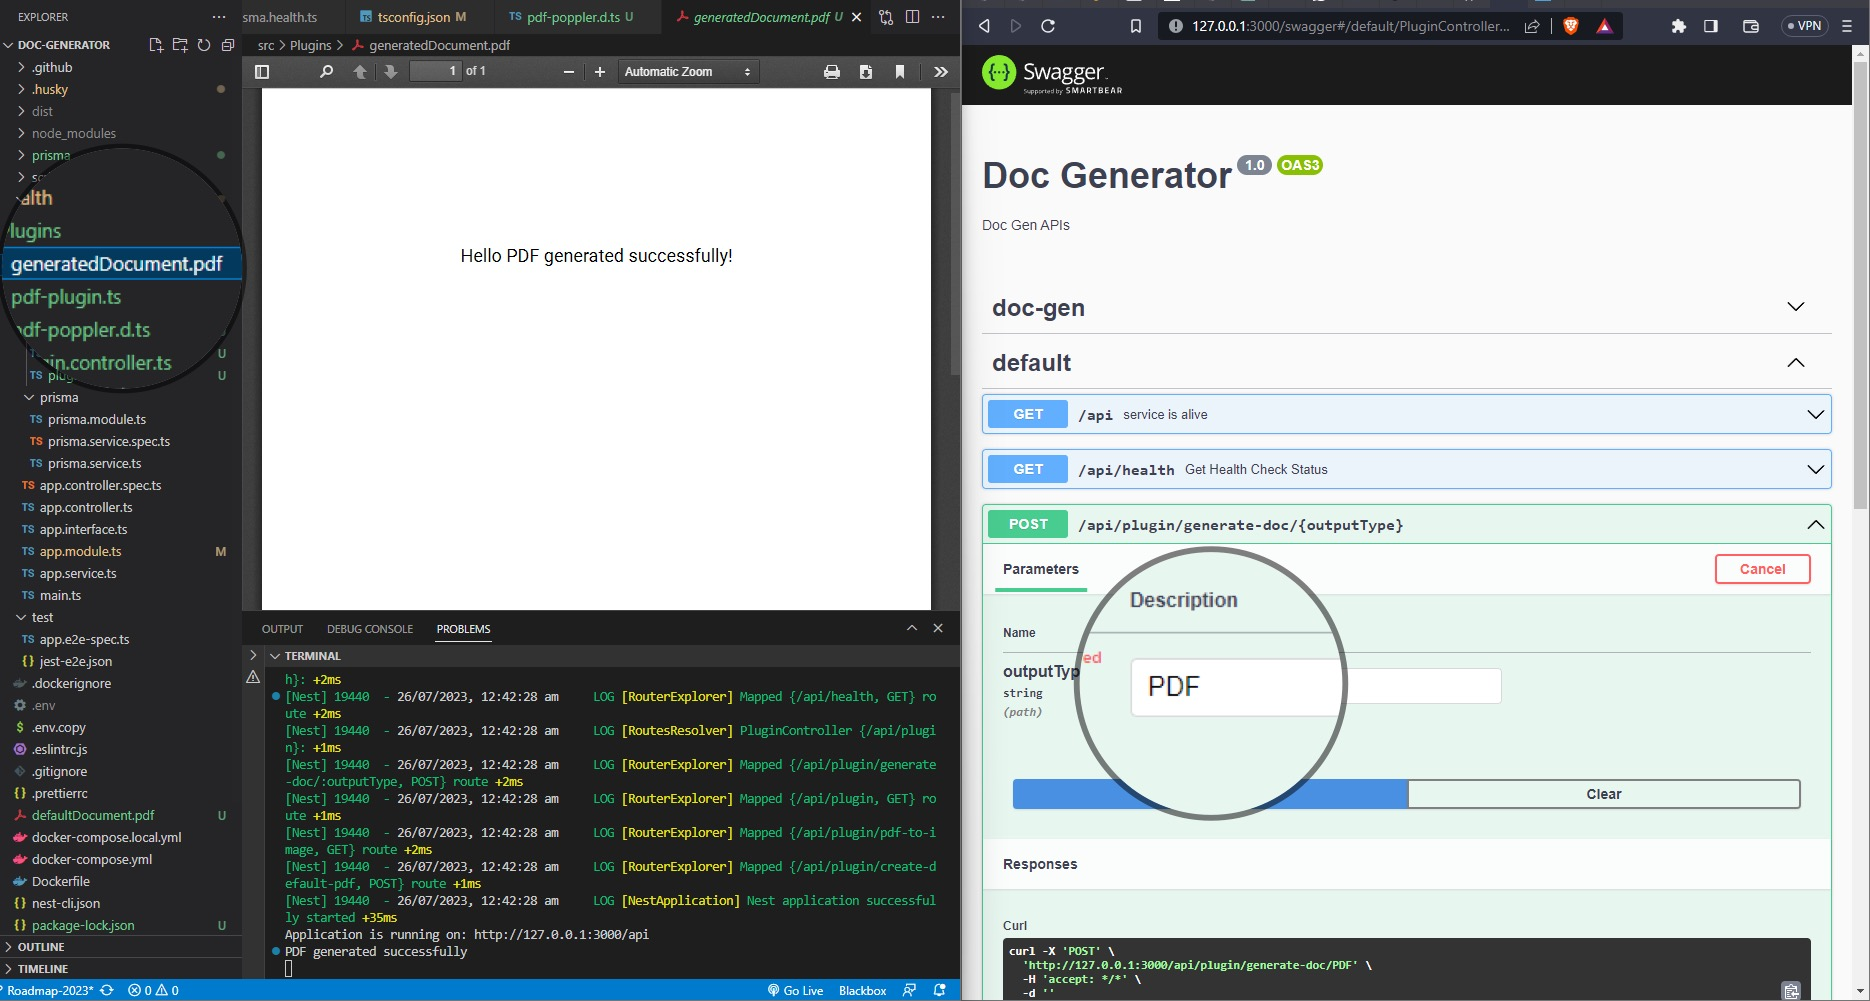 EXPLORER
DOC-GENERATOR
.github
.husky
dist
node_modules
prisma
alth
lugins
generatedDocument.pdf
pdf-plugin.ts
pdf-poppler.d.ts
gin.controller.ts
U
TS plug
U
prisma
TS prisma.module.ts
TS prisma.service.spec.ts
TS prisma.service.ts
TS app.controller.spec.ts
TS app.controller.ts
TS app.interface.ts
TS app.module.ts M
TS app.service.ts
TS main.ts
test
TS app.e2e-spec.ts
{} jest-e2e.json
.dockerignore
.env
$ .env.copy
.eslintrc.js
.gitignore
{} .prettierrc
defaultDocument.pdf U
docker-compose.local.yml
docker-compose.yml
Dockerfile
{} nest-cli.json
{} package-lock.json U
OUTLINE
TIMELINE
Roadmap-2023* 0 0
Go Live Blackbox
sma.health.ts
TS tsconfig.json M
TS pdf-poppler.d.ts U
generatedDocument.pdf U
src > Plugins > generatedDocument.pdf
1 of 1
Automatic Zoom
Hello PDF generated successfully!
OUTPUT DEBUG CONSOLE PROBLEMS
TERMINAL
h}: +2ms
[Nest] 19440 - 26/07/2023, 12:42:28 am LOG [RouterExplorer] Mapped {/api/health, GET} ro
ute +2ms
[Nest] 19440 - 26/07/2023, 12:42:28 am LOG [RoutesResolver] PluginController {/api/plugi
n}: +1ms
[Nest] 19440 - 26/07/2023, 12:42:28 am LOG [RouterExplorer] Mapped {/api/plugin/generate
-doc/:outputType, POST} route +2ms
[Nest] 19440 - 26/07/2023, 12:42:28 am LOG [RouterExplorer] Mapped {/api/plugin, GET} ro
ute +1ms
[Nest] 19440 - 26/07/2023, 12:42:28 am LOG [RouterExplorer] Mapped {/api/plugin/pdf-to-i
mage, GET} route +2ms
[Nest] 19440 - 26/07/2023, 12:42:28 am LOG [RouterExplorer] Mapped {/api/plugin/create-d
efault-pdf, POST} route +1ms
[Nest] 19440 - 26/07/2023, 12:42:28 am LOG [NestApplication] Nest application successful
ly started +35ms
Application is running on: http://127.0.0.1:3000/api
PDF generated successfully
127.0.0.1:3000/swagger#/default/PluginController...
VPN
Swagger
Supported by SMARTBEAR
Doc Generator 1.0 OAS3
Doc Gen APIs
doc-gen
default
GET /api service is alive
GET /api/health Get Health Check Status
POST /api/plugin/generate-doc/{outputType}
Parameters
Cancel
Name
Description
outputTyp
ed
string
(path)
PDF
Clear
Responses
Curl
curl -X 'POST' \
'http://127.0.0.1:3000/api/plugin/generate-doc/PDF' \
-H 'accept: */*' \
-d ''